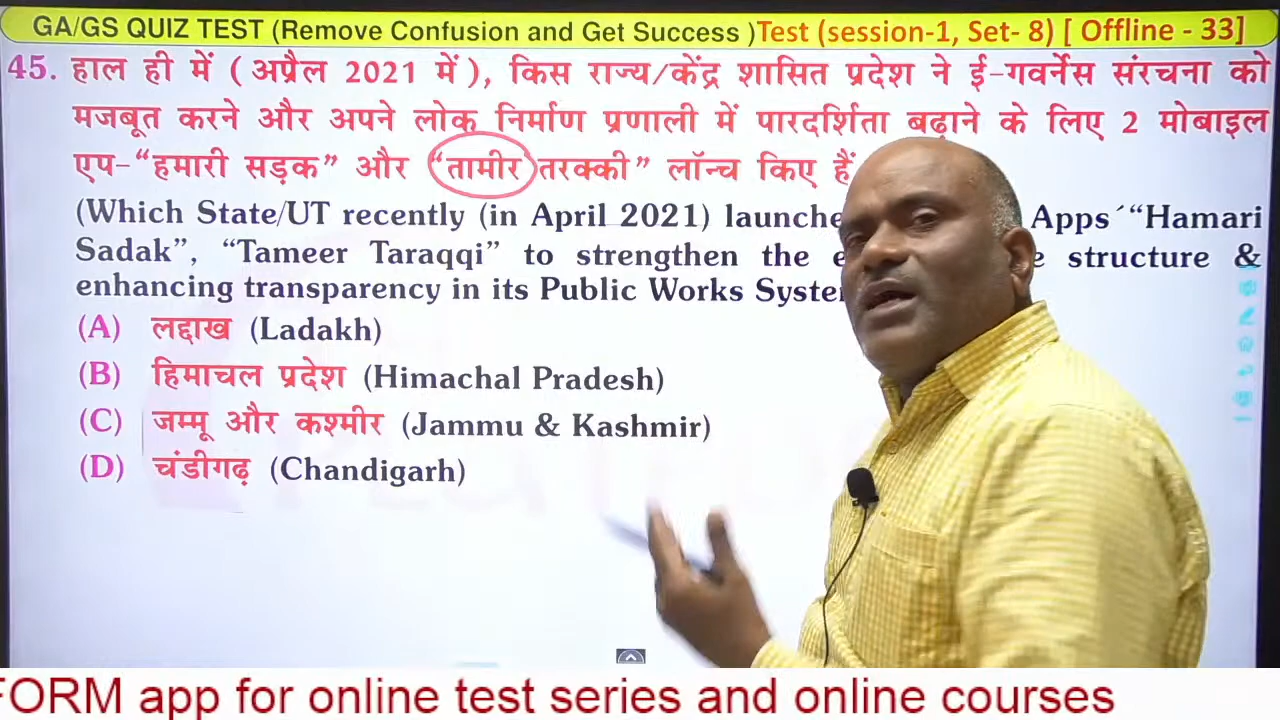 GA/GS QUIZ TEST (Remove Confusion and Get Success )Test (session-1, Set- 8) [ Offline - 33]
45. हाल ही में ( अप्रैल 2021 में ), किस राज्य/केंद्र शासित प्रदेश ने ई-गवर्नेस संरचना को
मजबूत करने और अपने लोक निर्माण प्रणाली में पारदर्शिता बढ़ाने के लिए 2 मोबाइल
एप-“हमारी सड़क” और “तामीर तरक्की” लॉन्च किए हैं
(Which State/UT recently (in April 2021) launche Apps´“Hamari
Sadak”, “Tameer Taraqqi” to strengthen the e e structure &
enhancing transparency in its Public Works Syste
(A) लद्दाख (Ladakh)
(B) हिमाचल प्रदेश (Himachal Pradesh)
(C) जम्मू और कश्मीर (Jammu & Kashmir)
(D) चंडीगढ़ (Chandigarh)
FORM app for online test series and online courses